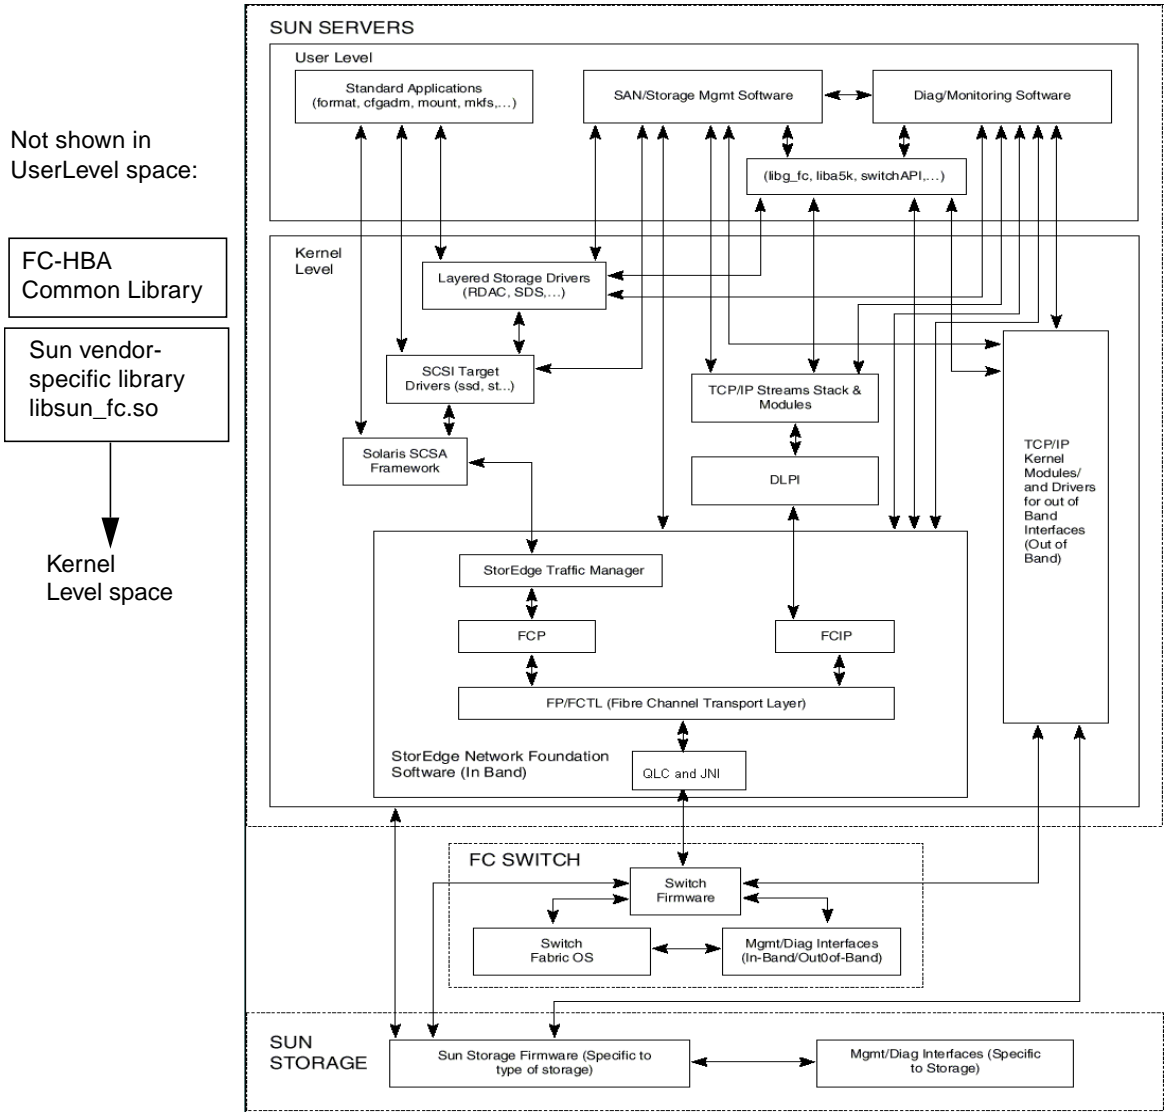 Not shown in
UserLevel space:
FC-HBA
Common Library
Sun vendor-
specific library
libsun_fc.so
Kernel
Level space
SUN SERVERS
User Level
Standard Applications
(format, cfgadm, mount, mkfs,...)
SAN/Storage Mgmt Software
Diag/Monitoring Software
(libg_fc, liba5k, switchAPI,...)
Kernel
Level
Layered Storage Drivers
(RDAC, SDS,...)
SCSI Target
Drivers (ssd, st...)
TCP/IP Streams Stack &
Modules
Solaris SCSA
Framework
DLPI
TCP/IP
Kernel
Modules/
and Drivers
for out of
Band
Interfaces
(Out of
Band)
StorEdge Traffic Manager
FCP
FCIP
FP/FCTL (Fibre Channel Transport Layer)
StorEdge Network Foundation
Software (In Band)
QLC and JNI
FC SWITCH
Switch
Firmware
Switch
Fabric OS
Mgmt/Diag Interfaces
(In-Band/Out0of-Band)
SUN
STORAGE
Sun Storage Firmware (Specific to
type of storage)
Mgmt/Diag Interfaces (Specific
to Storage)